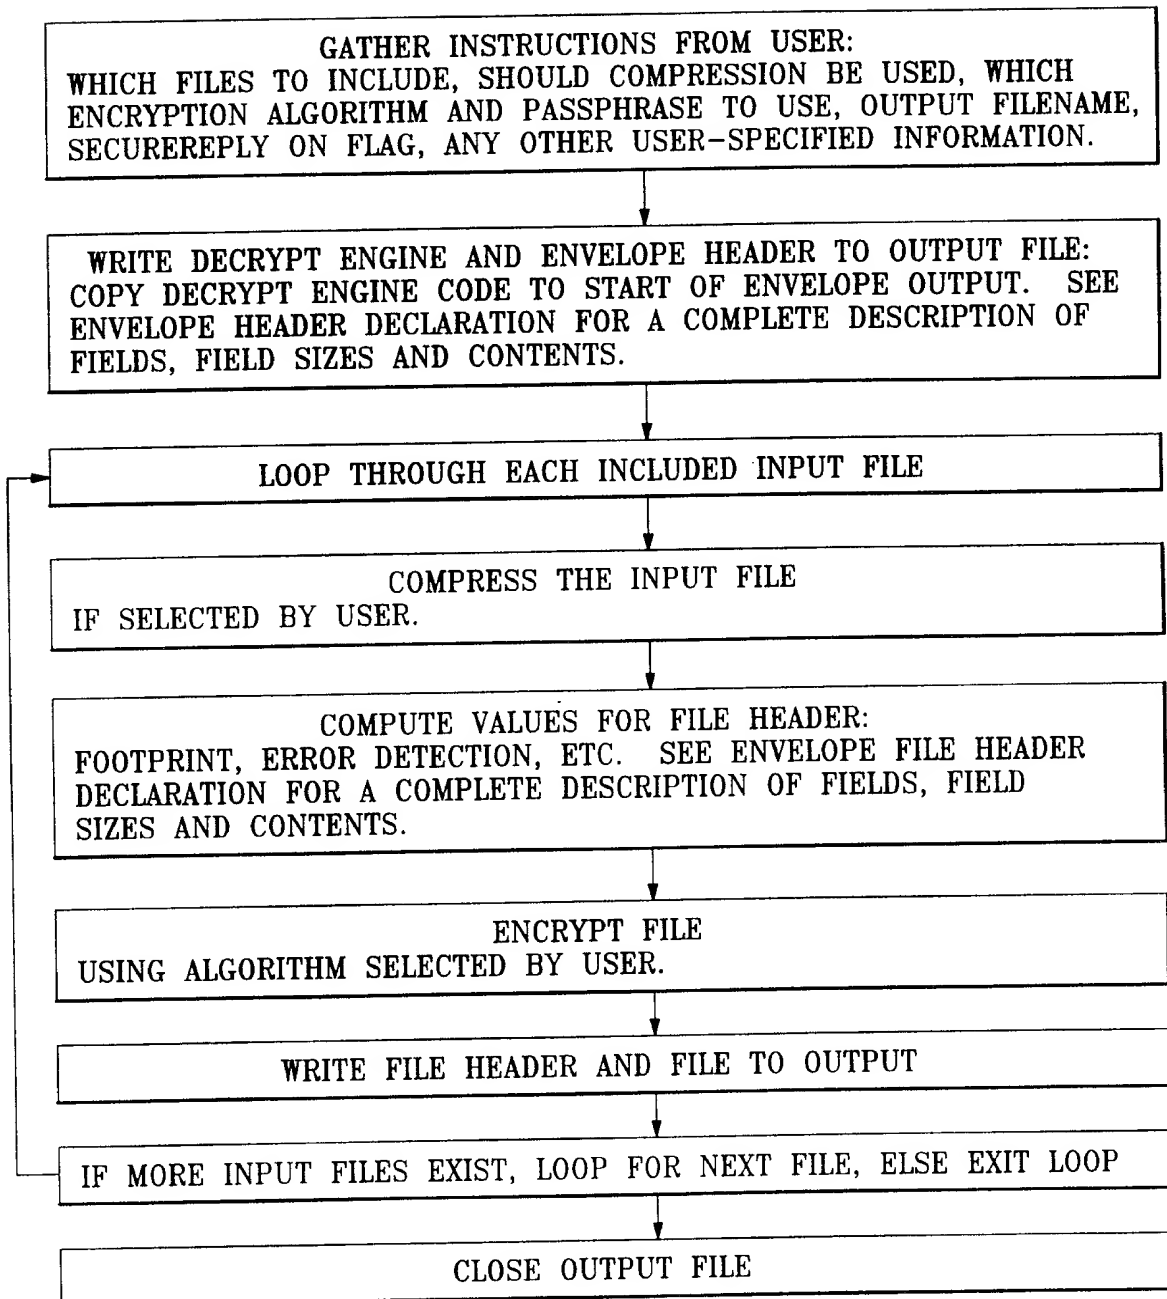 GATHER INSTRUCTIONS FROM USER:
WHICH FILES TO INCLUDE, SHOULD COMPRESSION BE USED, WHICH
ENCRYPTION ALGORITHM AND PASSPHRASE TO USE, OUTPUT FILENAME,
SECUREREPLY ON FLAG, ANY OTHER USER-SPECIFIED INFORMATION.
WRITE DECRYPT ENGINE AND ENVELOPE HEADER TO OUTPUT FILE:
COPY DECRYPT ENGINE CODE TO START OF ENVELOPE OUTPUT. SEE
ENVELOPE HEADER DECLARATION FOR A COMPLETE DESCRIPTION OF
FIELDS, FIELD SIZES AND CONTENTS.
LOOP THROUGH EACH INCLUDED INPUT FILE
COMPRESS THE INPUT FILE
IF SELECTED BY USER.
COMPUTE VALUES FOR FILE HEADER:
FOOTPRINT, ERROR DETECTION, ETC. SEE ENVELOPE FILE HEADER
DECLARATION FOR A COMPLETE DESCRIPTION OF FIELDS, FIELD
SIZES AND CONTENTS.
ENCRYPT FILE
USING ALGORITHM SELECTED BY USER.
WRITE FILE HEADER AND FILE TO OUTPUT
IF MORE INPUT FILES EXIST, LOOP FOR NEXT FILE, ELSE EXIT LOOP
CLOSE OUTPUT FILE